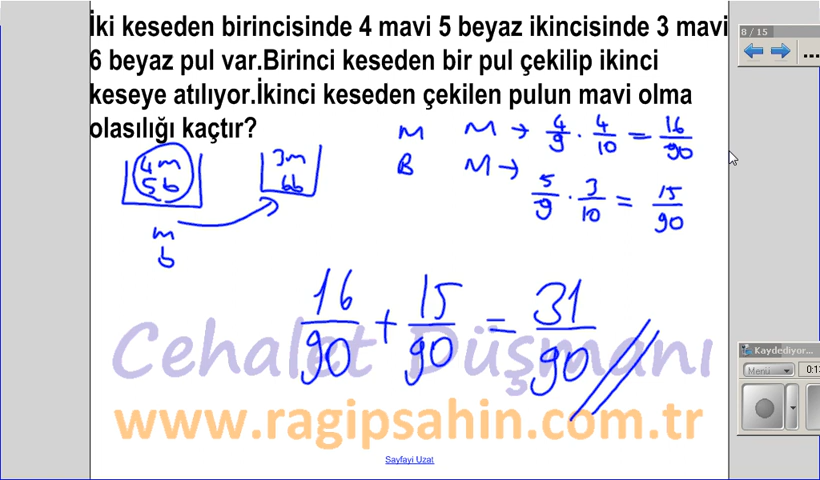 İki keseden birincisinde 4 mavi 5 beyaz ikincisinde 3 mavi
6 beyaz pul var.Birinci keseden bir pul çekilip ikinci
keseye atılıyor.İkinci keseden çekilen pulun mavi olma
olasılığı kaçtır?
8 / 15
M M → 4/9 . 4/10 = 16/90
B M → 5/9 . 3/10 = 15/90
4m
5b
3m
6b
m
b
16/90 + 15/90 = 31/90 //
Cehalet Düşmanı
www.ragipsahin.com.tr
Sayfayi Uzat
Kaydediyor...
Menü
0:13